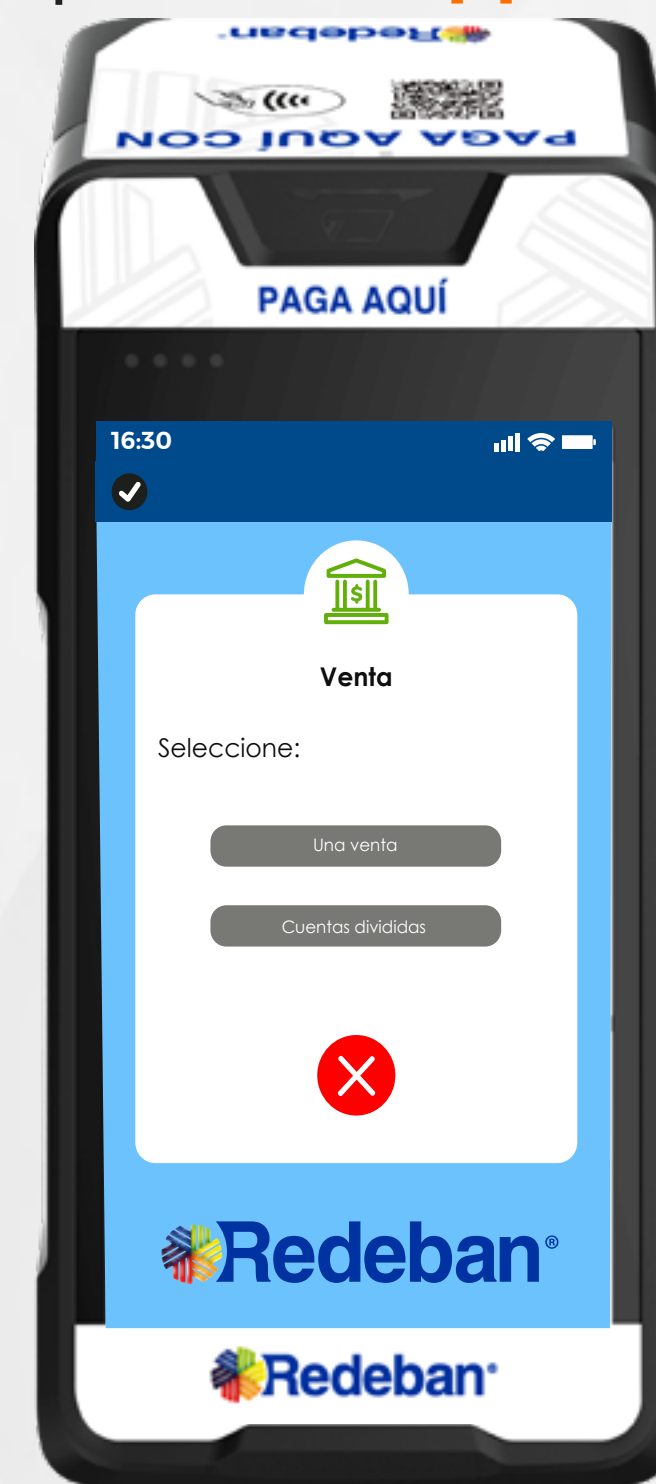 Redeban
PAGA AQUÍ CON
PAGA AQUÍ
16:30
Venta
Seleccione:
Una venta
Cuentas divididas
Redeban®
Redeban